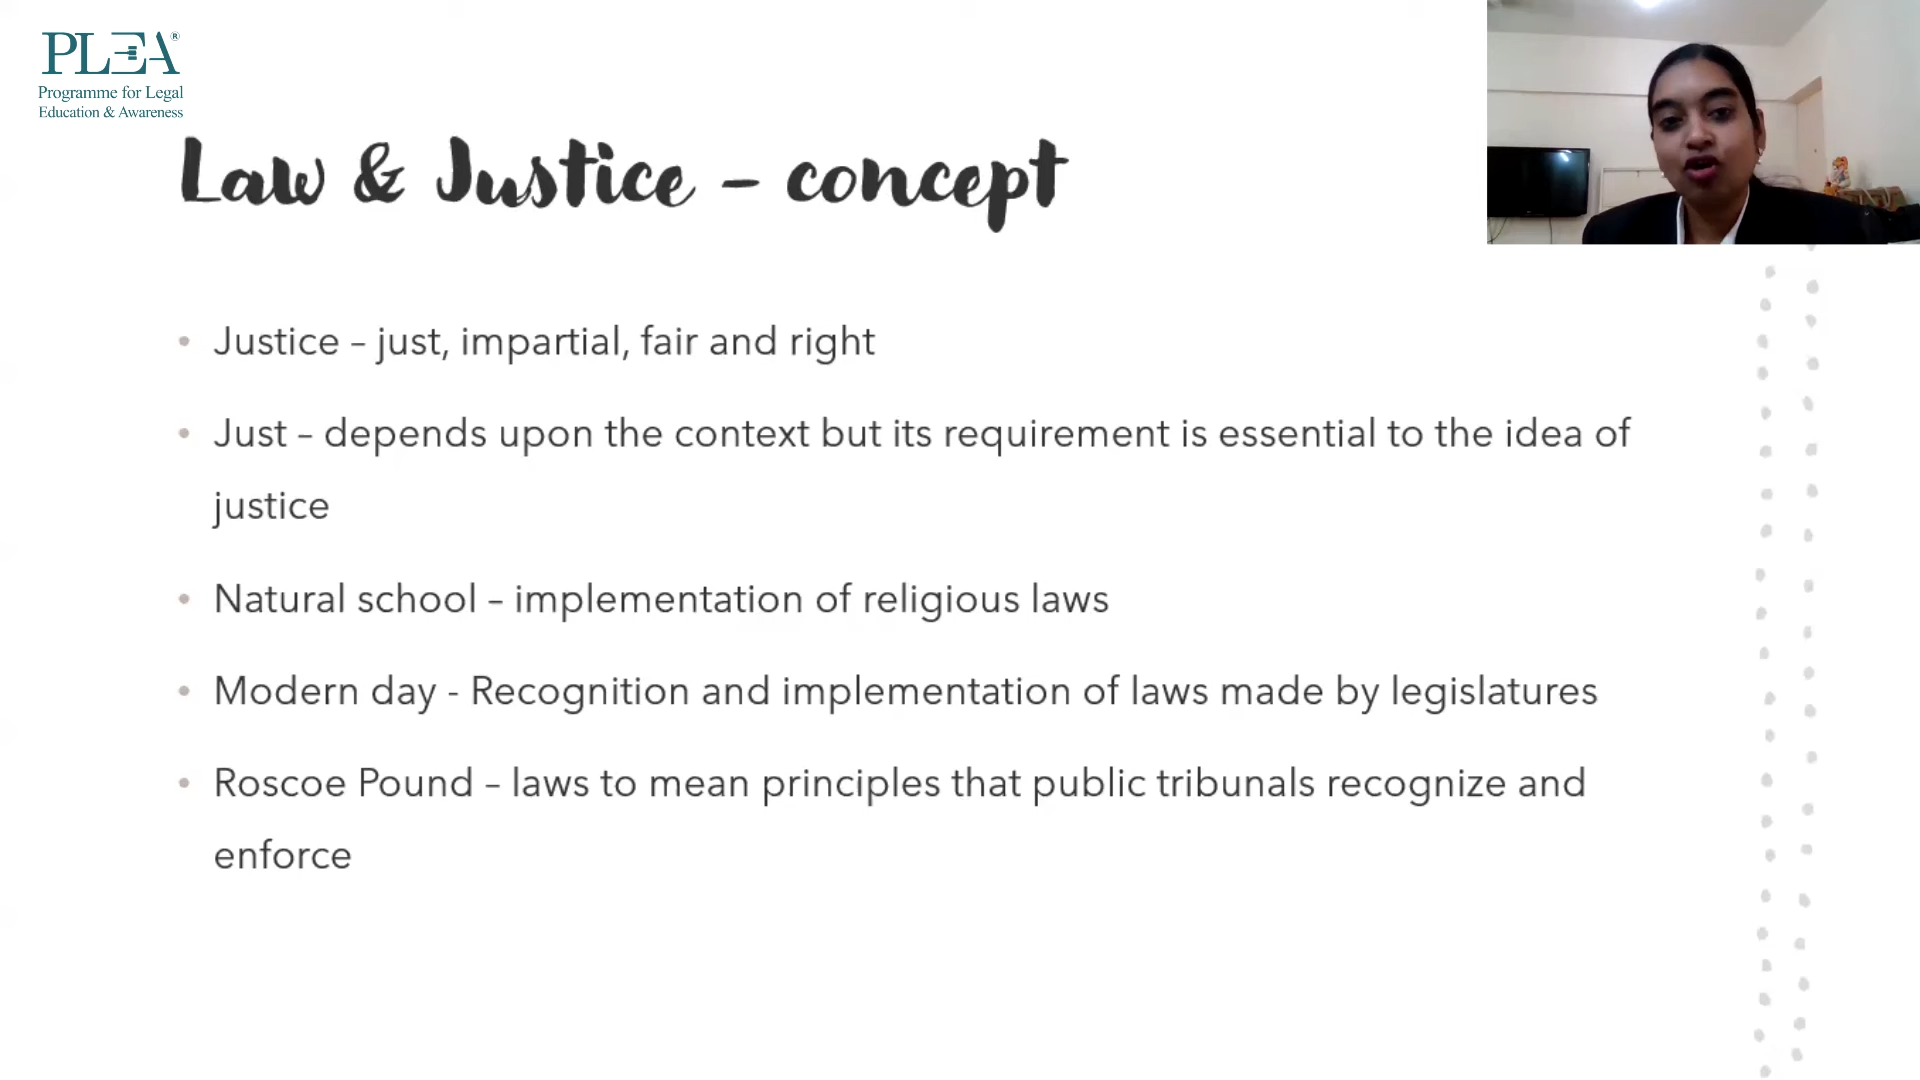 PLEA®
Programme for Legal
Education & Awareness
Law & Justice – concept
• Justice – just, impartial, fair and right
• Just – depends upon the context but its requirement is essential to the idea of
justice
• Natural school – implementation of religious laws
• Modern day - Recognition and implementation of laws made by legislatures
• Roscoe Pound – laws to mean principles that public tribunals recognize and
enforce